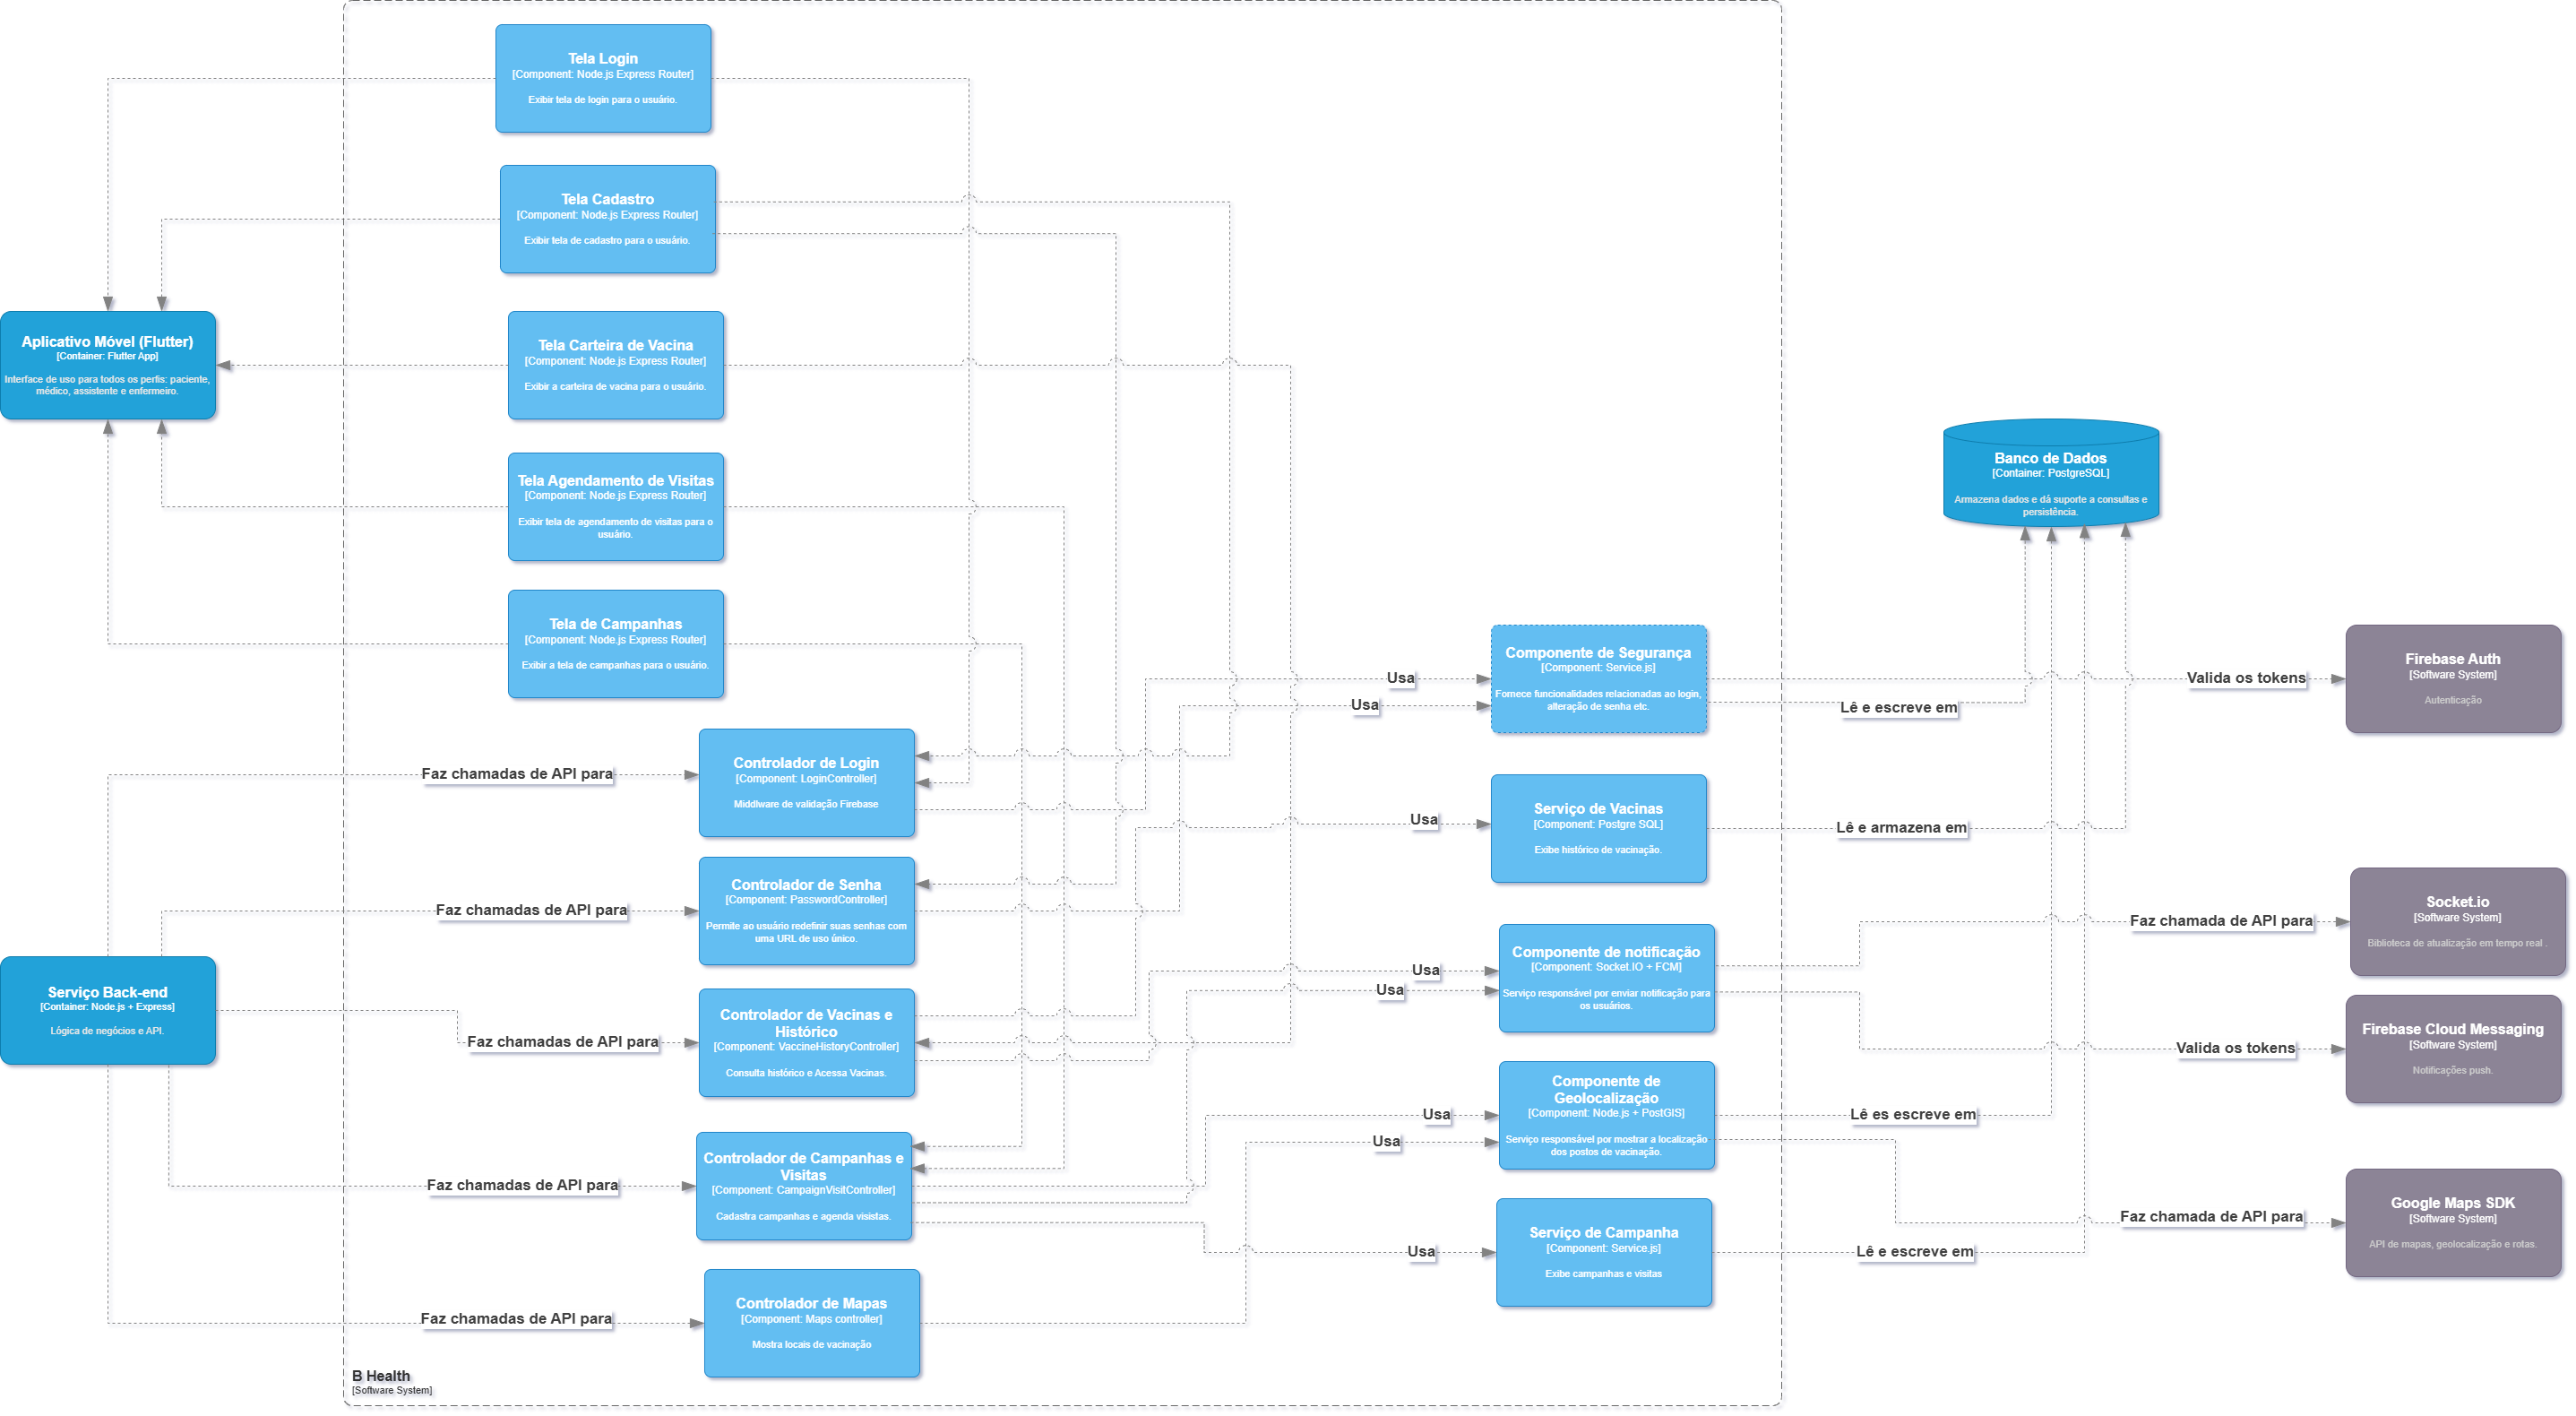 Tela Login
[Component: Node.js Express Router]
Exibir tela de login para o usuário.
Tela Cadastro
[Component: Node.js Express Router]
Exibir tela de cadastro para o usuário.
Aplicativo Móvel (Flutter)
[Container: Flutter App]
Interface de uso para todos os perfis: paciente,
médico, assistente e enfermeiro.
Tela Carteira de Vacina
[Component: Node.js Express Router]
Exibir a carteira de vacina para o usuário.
Tela Agendamento de Visitas
[Component: Node.js Express Router]
Exibir tela de agendamento de visitas para o
usuário.
Banco de Dados
[Container: PostgreSQL]
Armazena dados e dá suporte a consultas e
persistência.
Tela de Campanhas
[Component: Node.js Express Router]
Exibir a tela de campanhas para o usuário.
Usa
Usa
Componente de Segurança
[Component: Service.js]
Fornece funcionalidades relacionadas ao login,
alteração de senha etc.
Valida os tokens
Lê e escreve em
Firebase Auth
[Software System]
Autenticação
Faz chamadas de API para
Controlador de Login
[Component: LoginController]
Middlware de validação Firebase
Usa
Serviço de Vacinas
[Component: Postgre SQL]
Exibe histórico de vacinação.
Lê e armazena em
Faz chamadas de API para
Controlador de Senha
[Component: PasswordController]
Permite ao usuário redefinir suas senhas com
uma URL de uso único.
Faz chamada de API para
Socket.io
[Software System]
Biblioteca de atualização em tempo real .
Usa
Usa
Componente de notificação
[Component: Socket.IO + FCM]
Serviço responsável por enviar notificação para
os usuários.
Serviço Back-end
[Container: Node.js + Express]
Lógica de negócios e API.
Faz chamadas de API para
Controlador de Vacinas e
Histórico
[Component: VaccineHistoryController]
Consulta histórico e Acessa Vacinas.
Valida os tokens
Firebase Cloud Messaging
[Software System]
Notificações push.
Usa
Usa
Componente de
Geolocalização
[Component: Node.js + PostGIS]
Serviço responsável por mostrar a localização
dos postos de vacinação.
Lê es escreve em
Faz chamadas de API para
Controlador de Campanhas e
Visitas
[Component: CampaignVisitController]
Cadastra campanhas e agenda visistas.
Faz chamada de API para
Google Maps SDK
[Software System]
API de mapas, geolocalização e rotas.
Usa
Serviço de Campanha
[Component: Service.js]
Exibe campanhas e visitas
Lê e escreve em
Faz chamadas de API para
Controlador de Mapas
[Component: Maps controller]
Mostra locais de vacinação
B Health
[Software System]